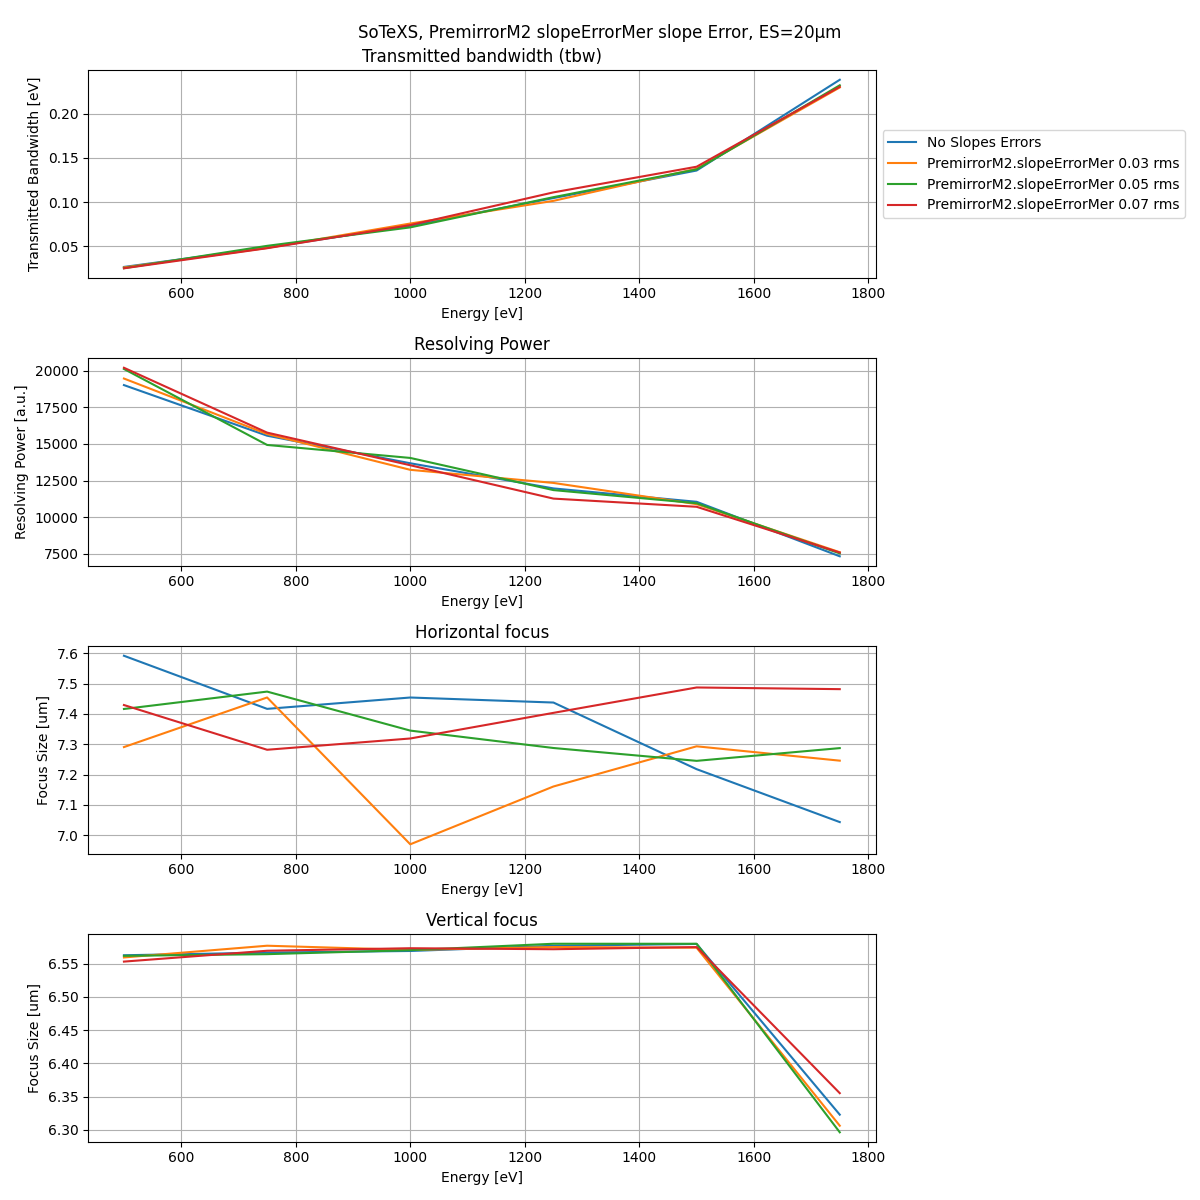 SoTeXS, PremirrorM2 slopeErrorMer slope Error, ES=20μm
Transmitted bandwidth (tbw)
Transmitted Bandwidth [eV]
0.20
0.15
0.10
0.05
600 800 1000 1200 1400 1600 1800
Energy [eV]
No Slopes Errors
PremirrorM2.slopeErrorMer 0.03 rms
PremirrorM2.slopeErrorMer 0.05 rms
PremirrorM2.slopeErrorMer 0.07 rms
Resolving Power
Resolving Power [a.u.]
20000
17500
15000
12500
10000
7500
600 800 1000 1200 1400 1600 1800
Energy [eV]
Horizontal focus
Focus Size [um]
7.6
7.5
7.4
7.3
7.2
7.1
7.0
600 800 1000 1200 1400 1600 1800
Energy [eV]
Vertical focus
Focus Size [um]
6.55
6.50
6.45
6.40
6.35
6.30
600 800 1000 1200 1400 1600 1800
Energy [eV]